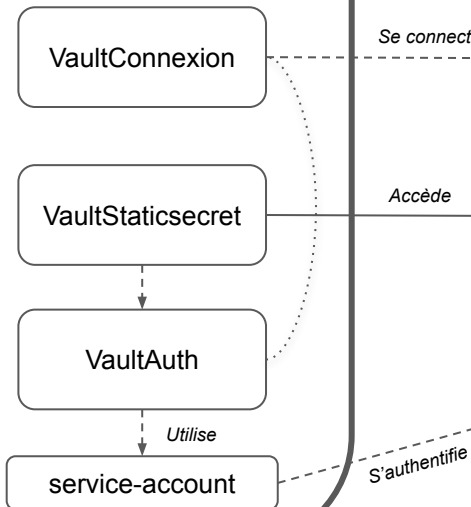 VaultConnexion
Se connect
VaultStaticsecret
Accède
VaultAuth
Utilise
service-account
S'authentifie